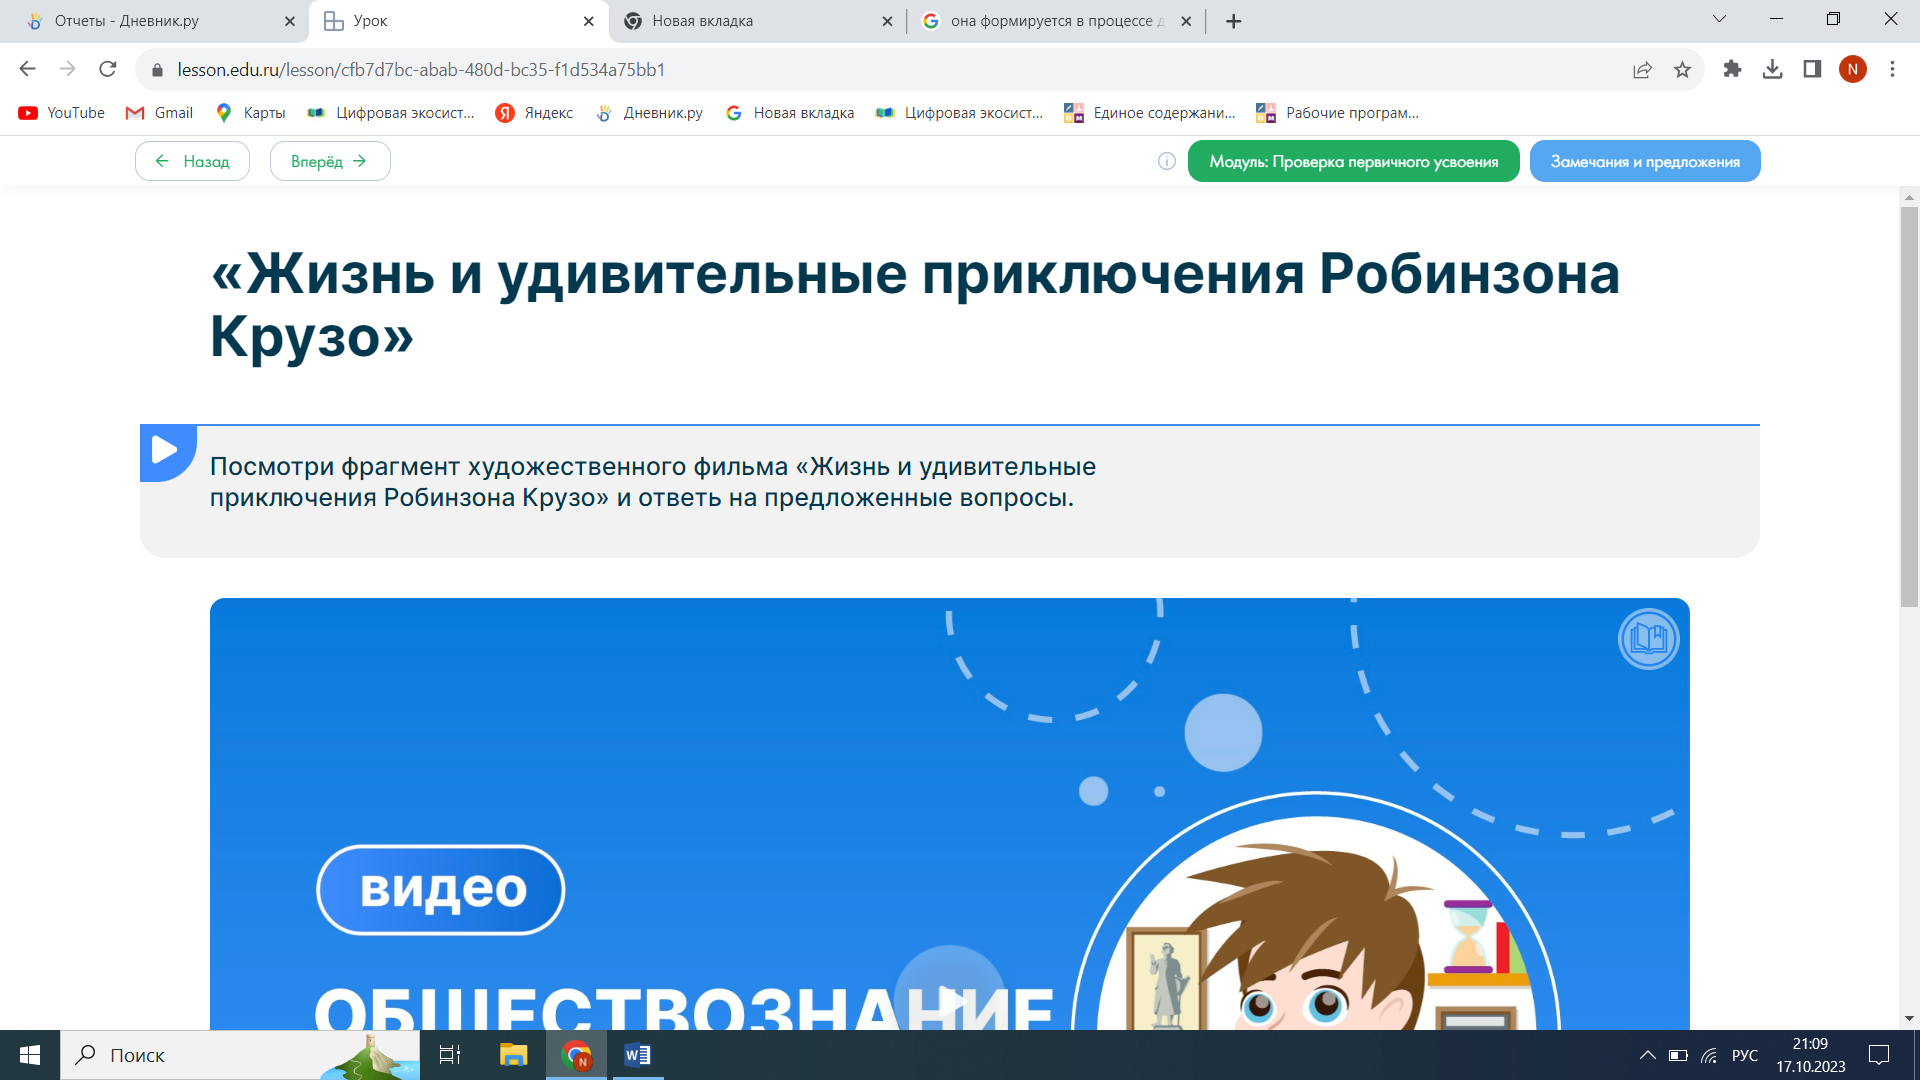 Отчеты - Дневник.ру
Урок
Новая вкладка
она формируется в процессе д
lesson.edu.ru/lesson/cfb7d7bc-abab-480d-bc35-f1d534a75bb1
N
YouTube
Gmail
Карты
Цифровая экосист...
Яндекс
Дневник.ру
Новая вкладка
Цифровая экосист...
Единое содержани...
Рабочие програм...
Назад
Вперёд
Модуль: Проверка первичного усвоения
Замечания и предложения
«Жизнь и удивительные приключения Робинзона
Крузо»
Посмотри фрагмент художественного фильма «Жизнь и удивительные
приключения Робинзона Крузо» и ответь на предложенные вопросы.
видео
ОБЩЕСТВОЗНАНИЕ
Поиск
РУС
21:09
17.10.2023